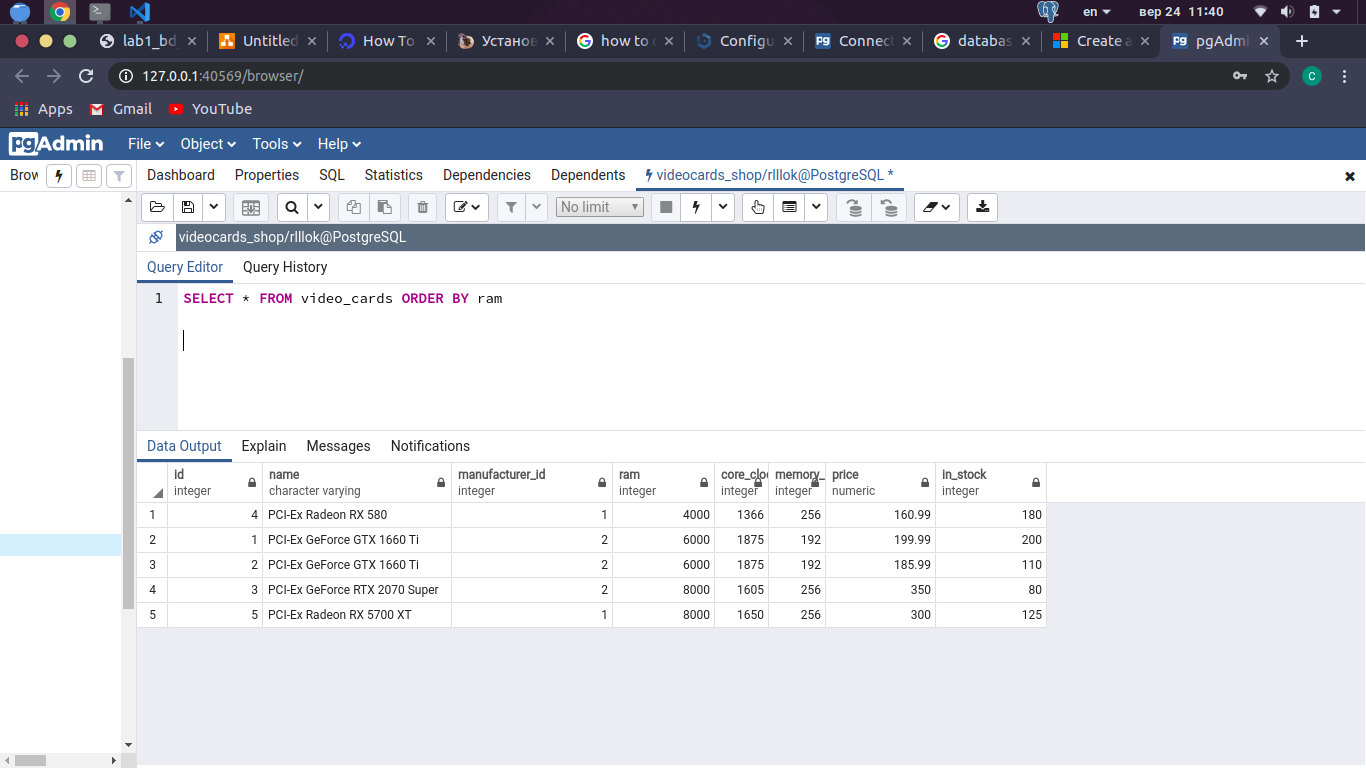 en вер 24 11:40
lab1_bd Untitled How To Установ how to c Configu Connec databas Create a pgAdmi
127.0.0.1:40569/browser/
C
Apps Gmail YouTube
pgAdmin File Object Tools Help
Brow Dashboard Properties SQL Statistics Dependencies Dependents videocards_shop/rlllok@PostgreSQL *
No limit
videocards_shop/rlllok@PostgreSQL
Query Editor Query History
1 SELECT * FROM video_cards ORDER BY ram
Data Output Explain Messages Notifications
id name manufacturer_id ram core_cloc memory_ price in_stock
integer character varying integer integer integer integer numeric integer
1 4 PCI-Ex Radeon RX 580 1 4000 1366 256 160.99 180
2 1 PCI-Ex GeForce GTX 1660 Ti 2 6000 1875 192 199.99 200
3 2 PCI-Ex GeForce GTX 1660 Ti 2 6000 1875 192 185.99 110
4 3 PCI-Ex GeForce RTX 2070 Super 2 8000 1605 256 350 80
5 5 PCI-Ex Radeon RX 5700 XT 1 8000 1650 256 300 125